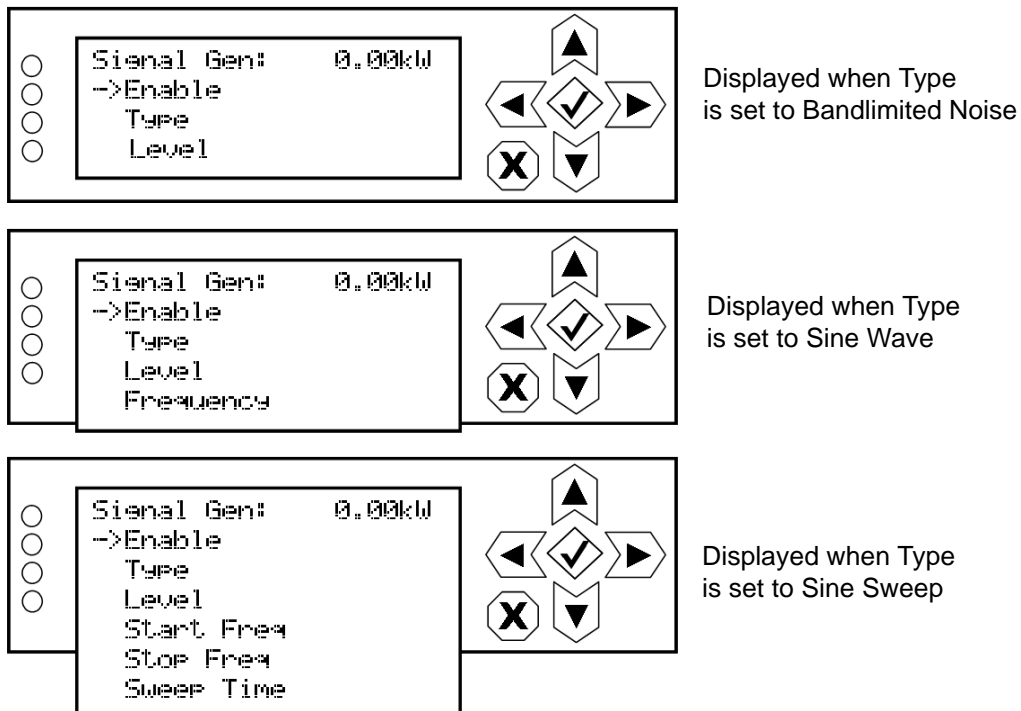 Signal Gen: 0.00kW
->Enable
Type
Level
Displayed when Type
is set to Bandlimited Noise
Signal Gen: 0.00kW
->Enable
Type
Level
Frequency
Displayed when Type
is set to Sine Wave
Signal Gen: 0.00kW
->Enable
Type
Level
Start Freq
Stop Freq
Sweep Time
Displayed when Type
is set to Sine Sweep